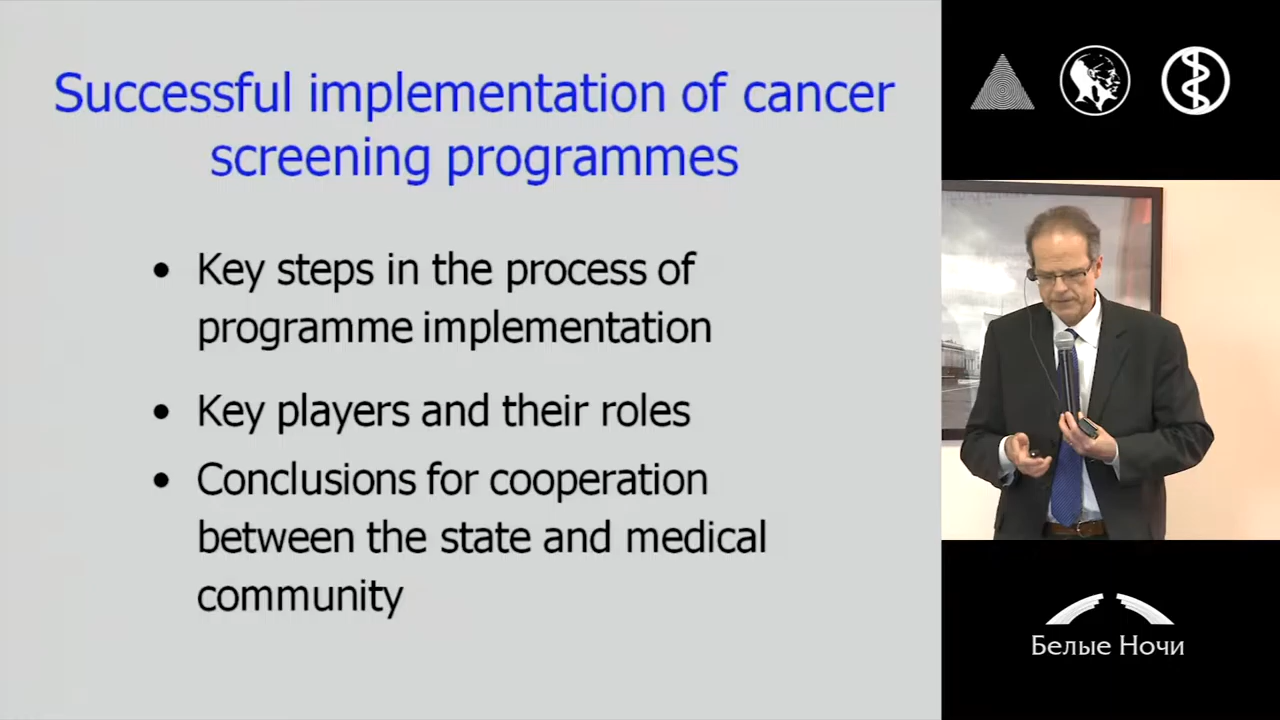 Successful implementation of cancer
screening programmes
• Key steps in the process of
programme implementation
• Key players and their roles
• Conclusions for cooperation
between the state and medical
community
Белые Ночи